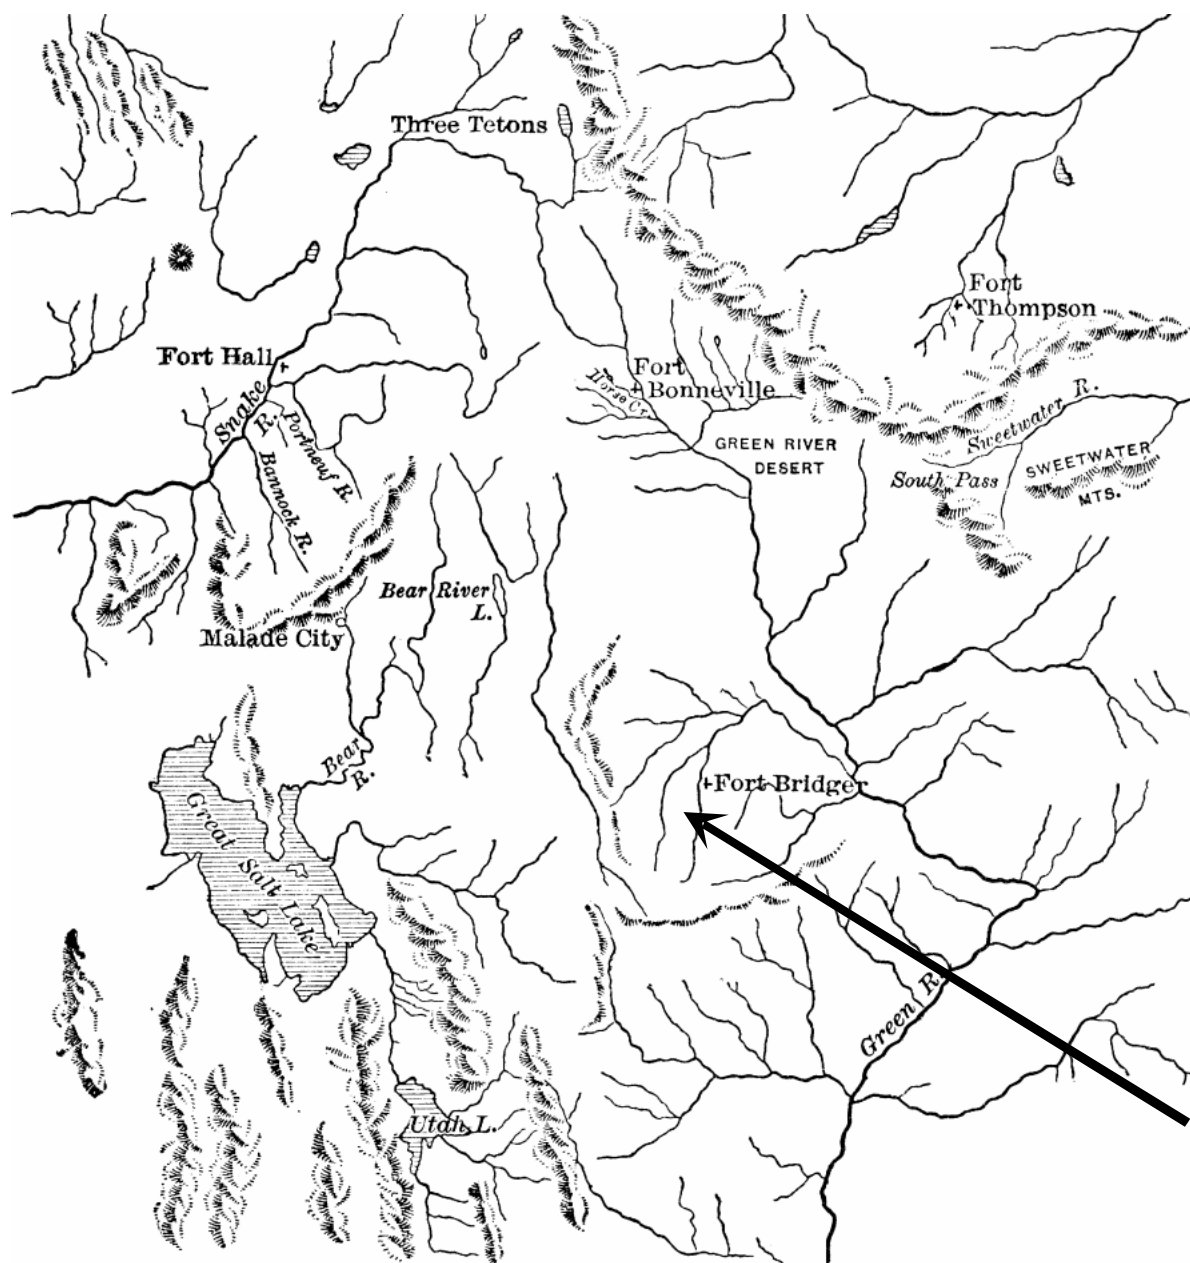 Three Tetons
Fort
Thompson
Fort Hall
Fort
Bonneville
Horse Cr.
Snake
R.
Portneuf R.
Bannock R.
GREEN RIVER
DESERT
Sweetwater R.
South Pass
SWEETWATER
MTS.
Bear River
L.
Malade City
Bear
R.
Fort Bridger
Great Salt Lake
Green R.
Utah L.